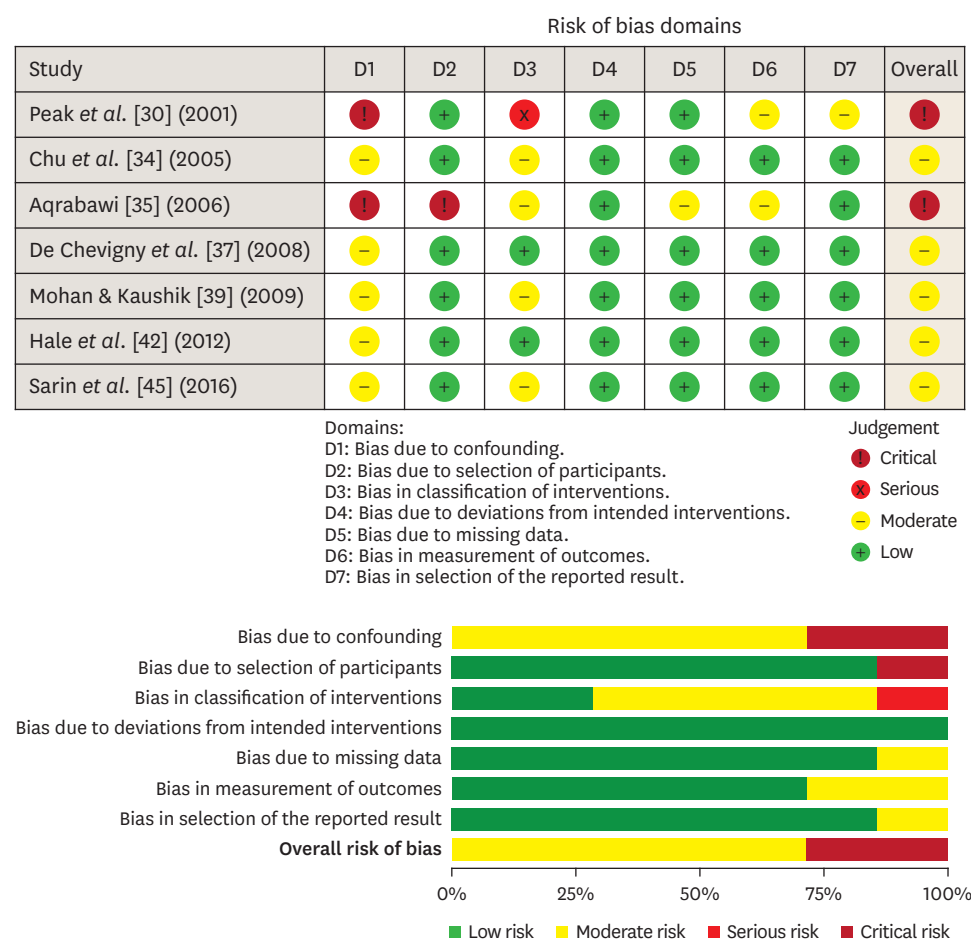 Risk of bias domains
Study D1 D2 D3 D4 D5 D6 D7 Overall
Peak et al. [30] (2001) ! + X + + − − !
Chu et al. [34] (2005) − + − + + + + −
Aqrabawi [35] (2006) ! ! − + − − + !
De Chevigny et al. [37] (2008) − + + + + + + −
Mohan & Kaushik [39] (2009) − + − + + + + −
Hale et al. [42] (2012) − + + + + + + −
Sarin et al. [45] (2016) − + − + + + + −
Domains:
D1: Bias due to confounding.
D2: Bias due to selection of participants.
D3: Bias in classification of interventions.
D4: Bias due to deviations from intended interventions.
D5: Bias due to missing data.
D6: Bias in measurement of outcomes.
D7: Bias in selection of the reported result.
Judgement
! Critical
X Serious
− Moderate
+ Low
Bias due to confounding
Bias due to selection of participants
Bias in classification of interventions
Bias due to deviations from intended interventions
Bias due to missing data
Bias in measurement of outcomes
Bias in selection of the reported result
Overall risk of bias
0% 25% 50% 75% 100%
Low risk Moderate risk Serious risk Critical risk